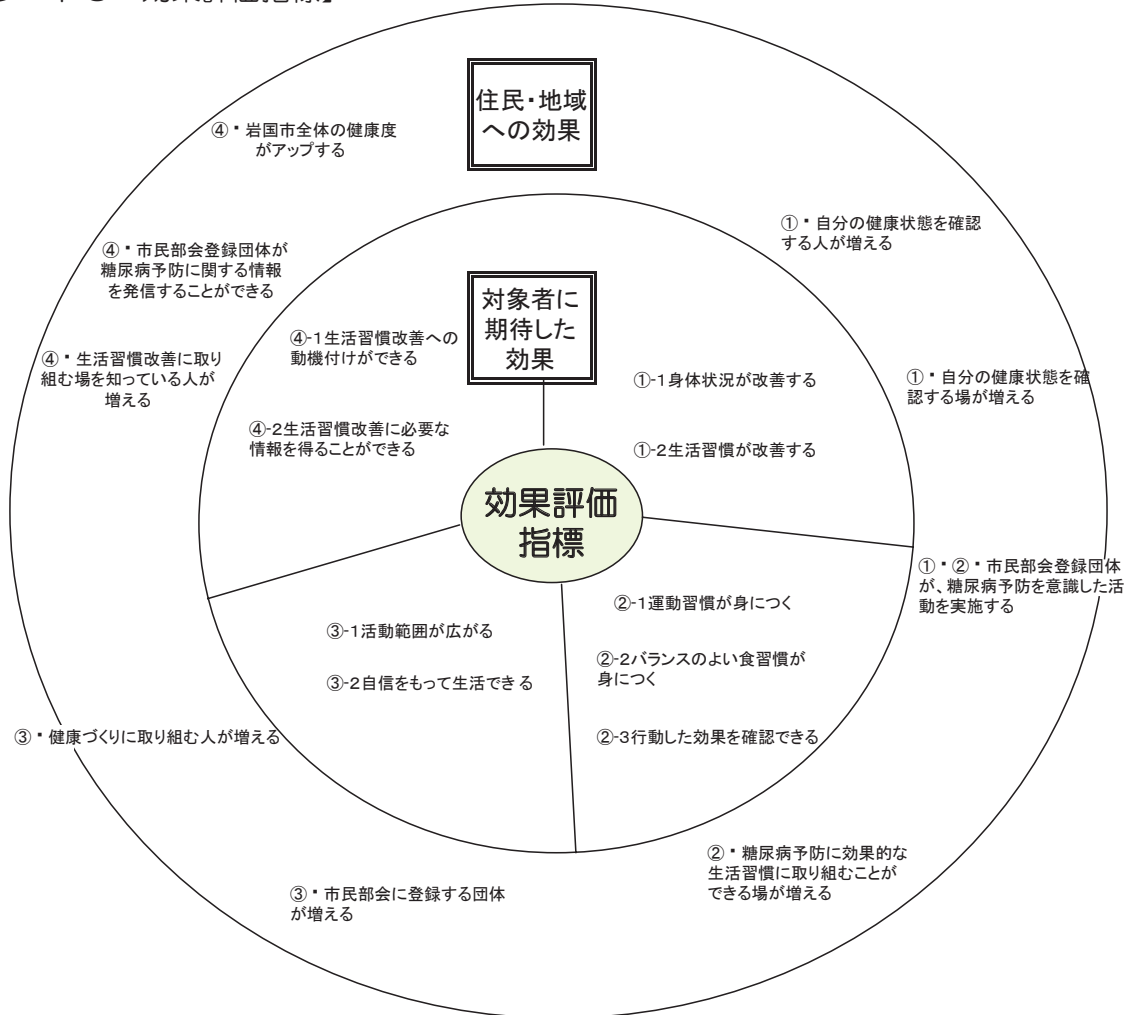 効果評価指標
住民・地域
への効果
④・岩国市全体の健康度
がアップする
①・自分の健康状態を確認
する人が増える
④・市民部会登録団体が
糖尿病予防に関する情報
を発信することができる
対象者に
期待した
効果
④-1生活習慣改善への
動機付けができる
④・生活習慣改善に取り
組む場を知っている人が
増える
①-1身体状況が改善する
①・自分の健康状態を確
認する場が増える
④-2生活習慣改善に必要な
情報を得ることができる
①-2生活習慣が改善する
効果評価
指標
①・②・市民部会登録団体
が、糖尿病予防を意識した活
動を実施する
②-1運動習慣が身につく
③-1活動範囲が広がる
②-2バランスのよい食習慣が
身につく
③-2自信をもって生活できる
③・健康づくりに取り組む人が増える
②-3行動した効果を確認できる
②・糖尿病予防に効果的な
生活習慣に取り組むことが
できる場が増える
③・市民部会に登録する団体
が増える